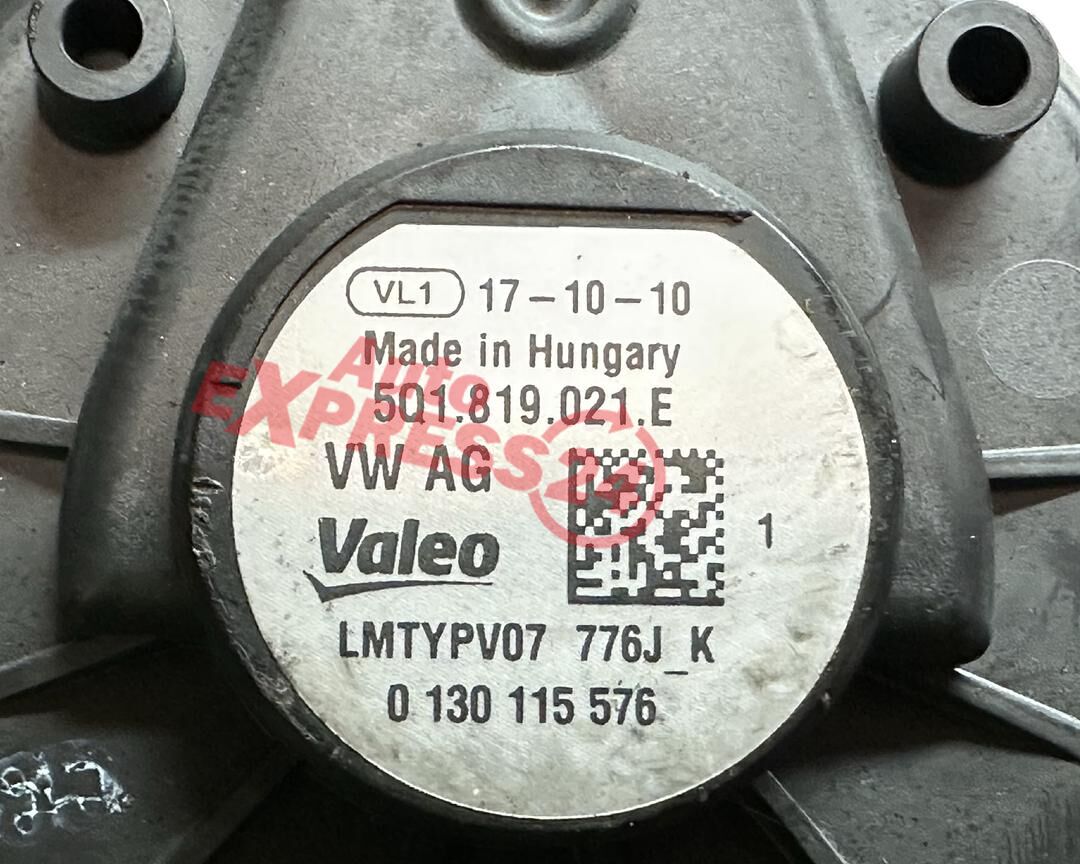 VL1 17-10-10
Made in Hungary
5Q1.819.021.E
VW AG
Valeo
1
LMTYPV07 776J_K
0 130 115 576
Auto
EXPRESS24